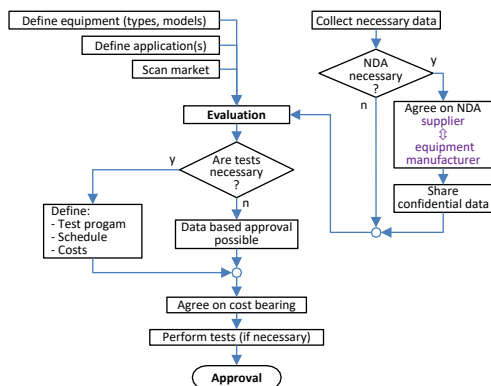 Define equipment (types, models)
Define application(s)
Scan market
Evaluation
y
Are tests
necessary
?
n
Define:
- Test progam
- Schedule
- Costs
Data based approval
possible
Agree on cost bearing
Perform tests (if necessary)
Approval
Collect necessary data
NDA
necessary
?
y
n
Agree on NDA
supplier
⇕
equipment
manufacturer
Share
confidential data